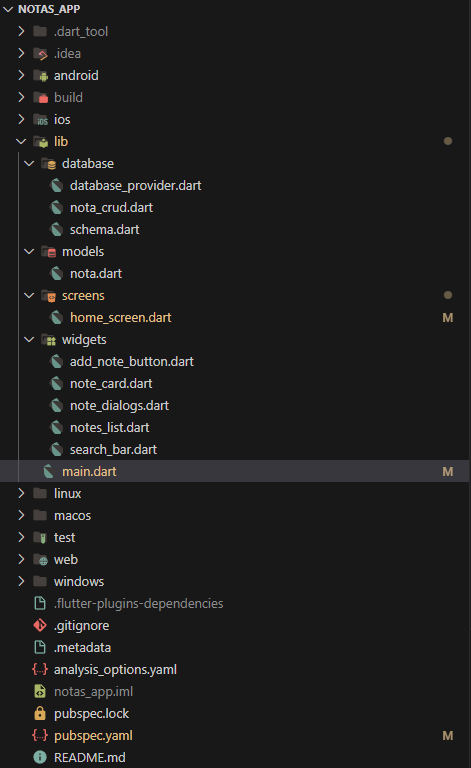 NOTAS_APP
.dart_tool
.idea
android
build
ios
lib
database
database_provider.dart
nota_crud.dart
schema.dart
models
nota.dart
screens
home_screen.dart M
widgets
add_note_button.dart
note_card.dart
note_dialogs.dart
notes_list.dart
search_bar.dart
main.dart M
linux
macos
test
web
windows
.flutter-plugins-dependencies
.gitignore
.metadata
analysis_options.yaml
notas_app.iml
pubspec.lock
pubspec.yaml M
README.md